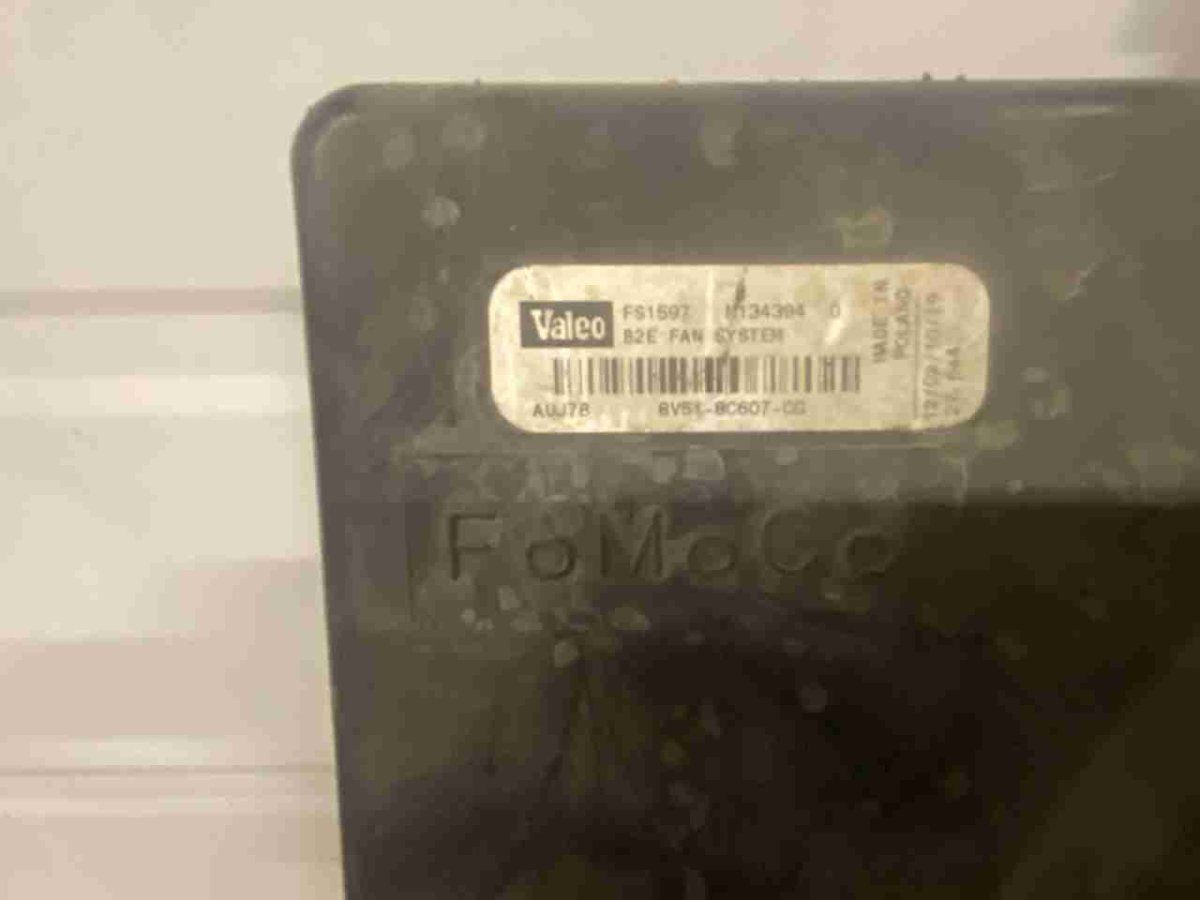 Valeo
FS1597 M134394 0
B2E FAN SYSTEM
AUJ78 8V51-8C607-CG
MADE IN
POLAND
FoMoCo